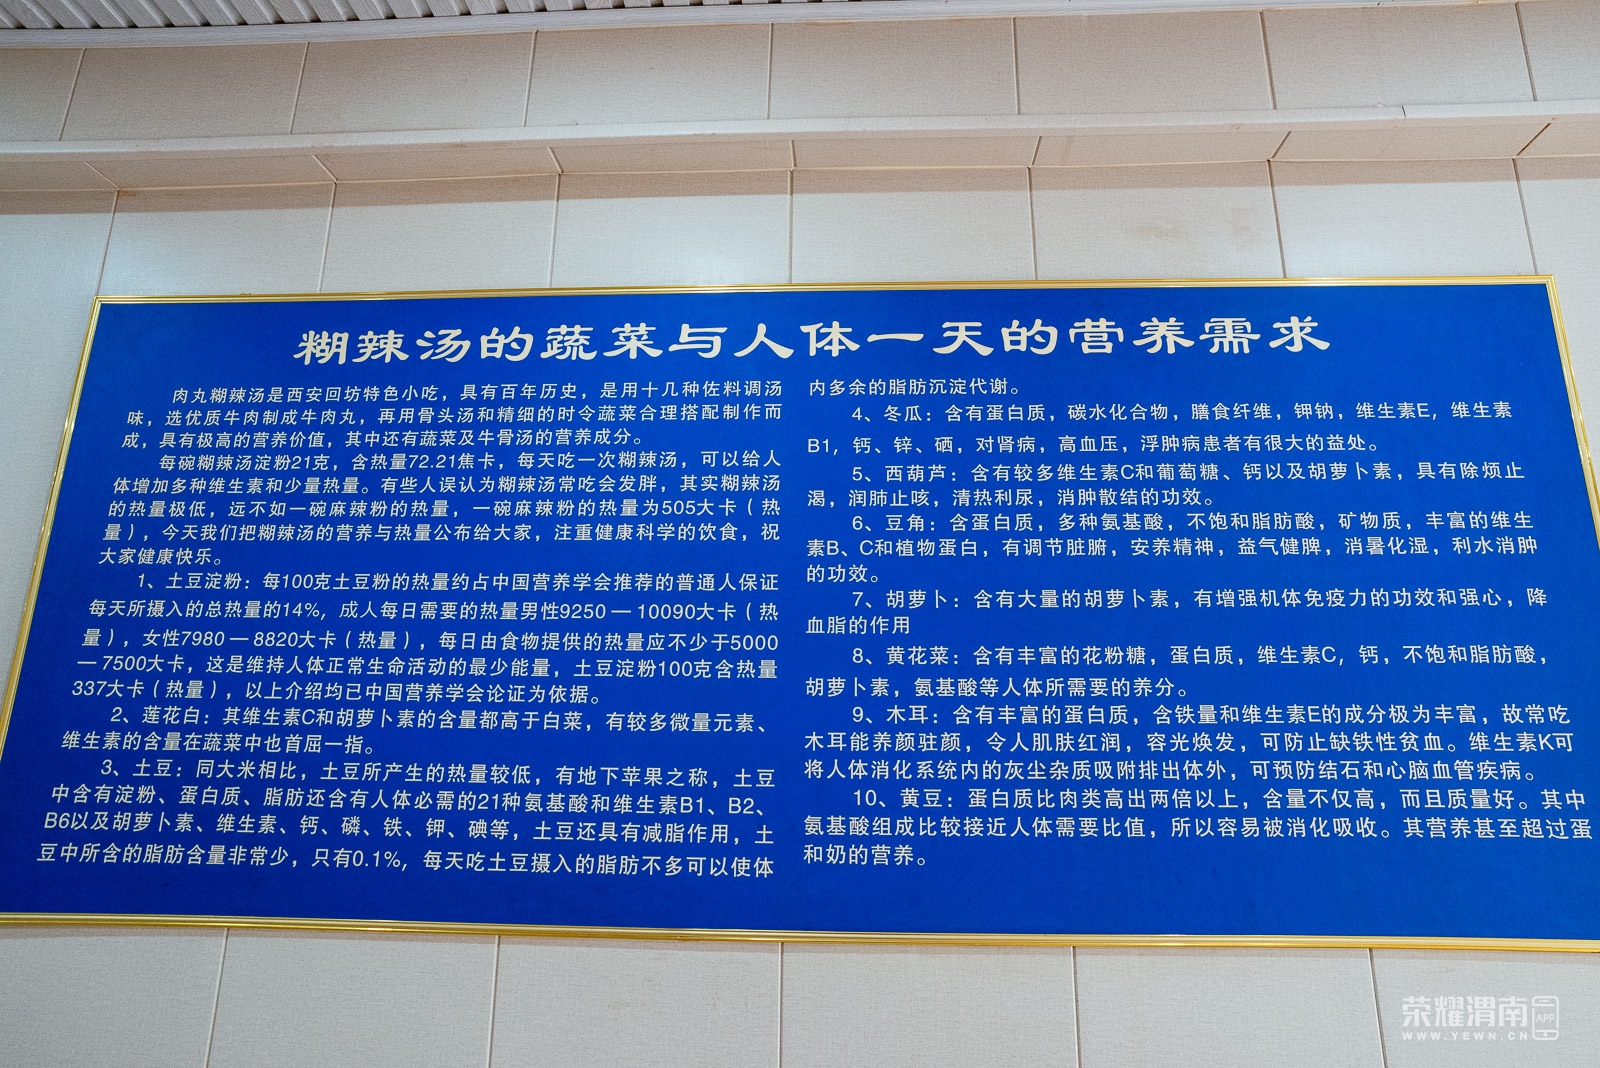 糊辣汤的蔬菜与人体一天的营养需求
肉丸糊辣汤是西安回坊特色小吃，具有百年历史，是用十几种佐料调汤
味，选优质牛肉制成牛肉丸，再用骨头汤和精细的时令蔬菜合理搭配制作而
成，具有极高的营养价值，其中还有蔬菜及牛骨汤的营养成分。
每碗糊辣汤淀粉21克，含热量72.21焦卡，每天吃一次糊辣汤，可以给人
体增加多种维生素和少量热量。有些人误认为糊辣汤常吃会发胖，其实糊辣汤
的热量极低，远不如一碗麻辣粉的热量，一碗麻辣粉的热量为505大卡（热
量），今天我们把糊辣汤的营养与热量公布给大家，注重健康科学的饮食，祝
大家健康快乐。
1、土豆淀粉：每100克土豆粉的热量约占中国营养学会推荐的普通人保证
每天所摄入的总热量的14%，成人每日需要的热量男性9250一10090大卡（热
量），女性7980一8820大卡（热量），每日由食物提供的热量应不少于5000
一7500大卡，这是维持人体正常生命活动的最少能量，土豆淀粉100克含热量
337大卡（热量），以上介绍均已中国营养学会论证为依据。
2、莲花白：其维生素C和胡萝卜素的含量都高于白菜，有较多微量元素、
维生素的含量在蔬菜中也首屈一指。
3、土豆：同大米相比，土豆所产生的热量较低，有地下苹果之称，土豆
中含有淀粉、蛋白质、脂肪还含有人体必需的21种氨基酸和维生素B1、B2、
B6以及胡萝卜素、维生素、钙、磷、铁、钾、碘等，土豆还具有减脂作用，土
豆中所含的脂肪含量非常少，只有0.1%，每天吃土豆摄入的脂肪不多可以使体
内多余的脂肪沉淀代谢。
4、冬瓜：含有蛋白质，碳水化合物，膳食纤维，钾钠，维生素E，维生素
B1，钙、锌、硒，对肾病，高血压，浮肿病患者有很大的益处。
5、西葫芦：含有较多维生素C和葡萄糖、钙以及胡萝卜素，具有除烦止
渴，润肺止咳，清热利尿，消肿散结的功效。
6、豆角：含蛋白质，多种氨基酸，不饱和脂肪酸，矿物质，丰富的维生
素B、C和植物蛋白，有调节脏腑，安养精神，益气健脾，消暑化湿，利水消肿
的功效。
7、胡萝卜：含有大量的胡萝卜素，有增强机体免疫力的功效和强心，降
血脂的作用
8、黄花菜：含有丰富的花粉糖，蛋白质，维生素C，钙，不饱和脂肪酸，
胡萝卜素，氨基酸等人体所需要的养分。
9、木耳：含有丰富的蛋白质，含铁量和维生素E的成分极为丰富，故常吃
木耳能养颜驻颜，令人肌肤红润，容光焕发，可防止缺铁性贫血。维生素K可
将人体消化系统内的灰尘杂质吸附排出体外，可预防结石和心脑血管疾病。
10、黄豆：蛋白质比肉类高出两倍以上，含量不仅高，而且质量好。其中
氨基酸组成比较接近人体需要比值，所以容易被消化吸收。其营养甚至超过蛋
和奶的营养。
荣耀渭南 APP
WWW.YEWN.CN